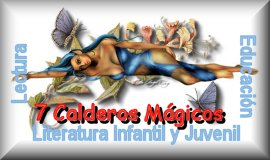 Lectura
Educación
7 Calderos Mágicos
Literatura Infantil y Juvenil